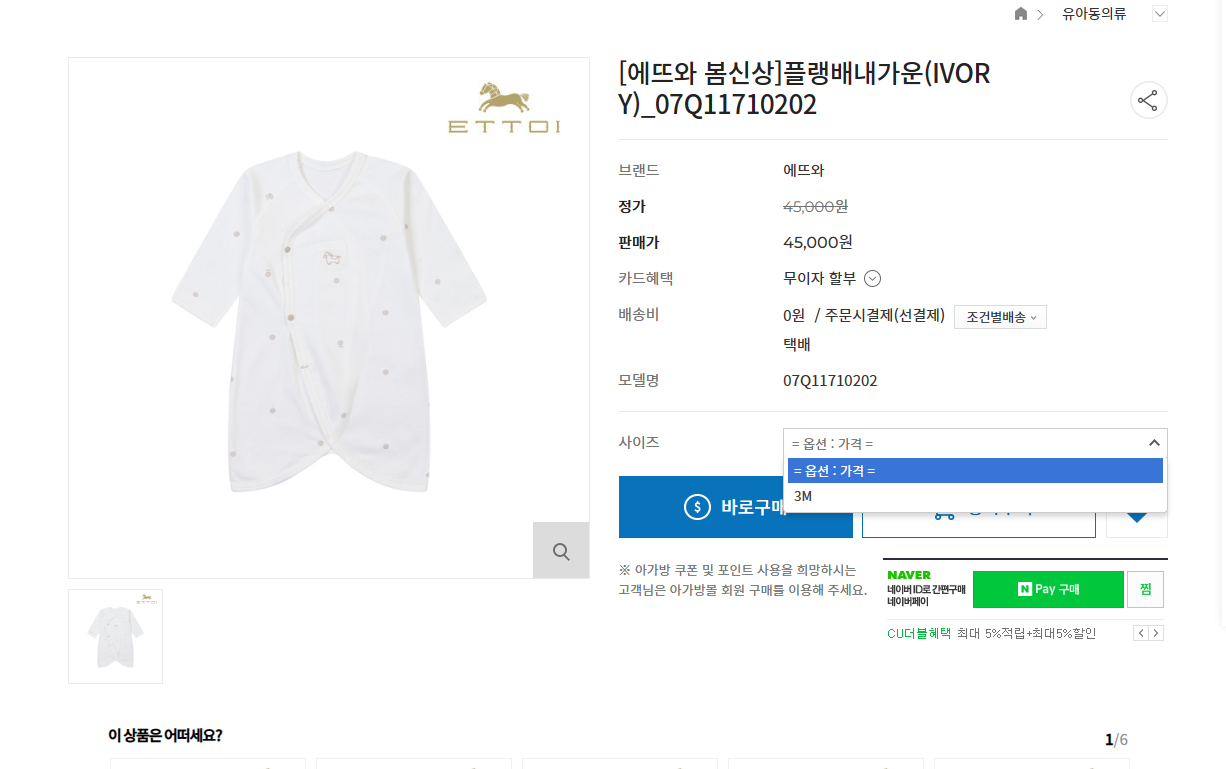 유아동의류
ETTOI
[에뜨와 봄신상]플랭배내가운(IVOR
Y)_07Q11710202
브랜드 에뜨와
정가 45,000원
판매가 45,000원
카드혜택 무이자 할부
배송비 0원 / 주문시결제(선결제) 조건별배송
택배
모델명 07Q11710202
사이즈 = 옵션 : 가격 =
= 옵션 : 가격 =
3M
바로구매
※ 아가방 쿠폰 및 포인트 사용을 희망하시는
고객님은 아가방몰 회원 구매를 이용해 주세요.
NAVER
네이버 ID로 간편구매
네이버페이
N Pay 구매
찜
CU더블혜택 최대 5%적립+최대5%할인
이 상품은 어떠세요?
1/6